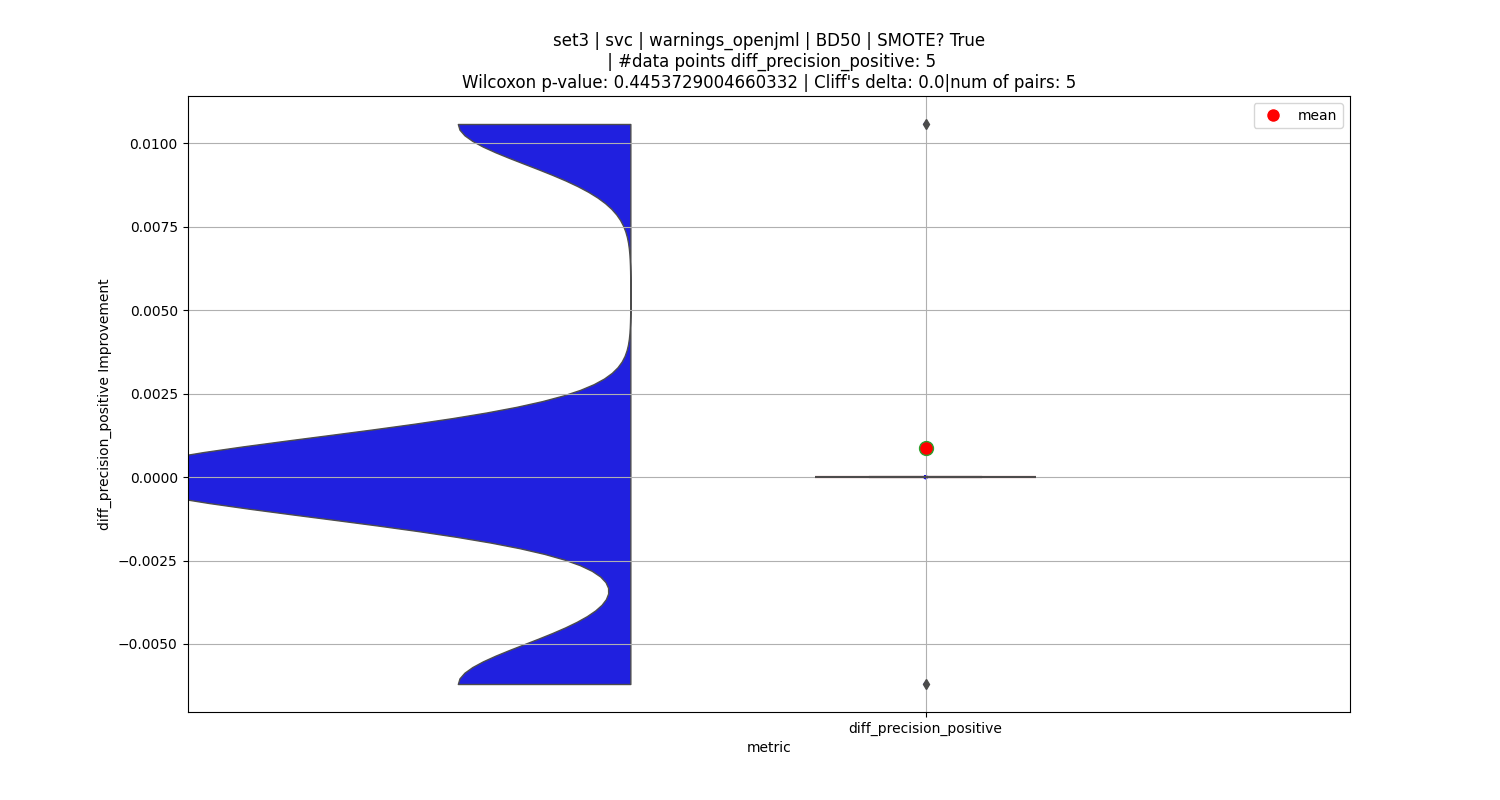 set3 | svc | warnings_openjml | BD50 | SMOTE? True
| #data points diff_precision_positive: 5
Wilcoxon p-value: 0.4453729004660332 | Cliff's delta: 0.0|num of pairs: 5
mean
0.0100
0.0075
0.0050
0.0025
0.0000
−0.0025
−0.0050
diff_precision_positive Improvement
diff_precision_positive
metric